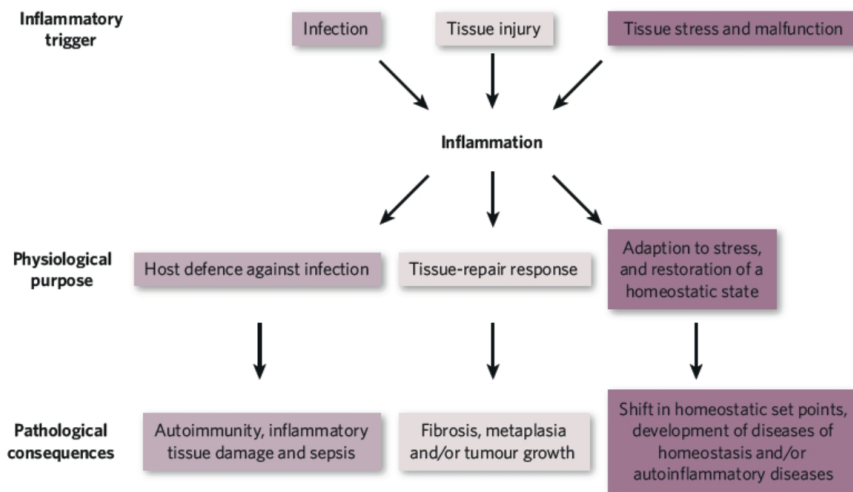 Inflammatory
trigger
Infection
Tissue injury
Tissue stress and malfunction
Inflammation
Physiological
purpose
Host defence against infection
Tissue-repair response
Adaption to stress,
and restoration of a
homeostatic state
Pathological
consequences
Autoimmunity, inflammatory
tissue damage and sepsis
Fibrosis, metaplasia
and/or tumour growth
Shift in homeostatic set points,
development of diseases of
homeostasis and/or
autoinflammatory diseases